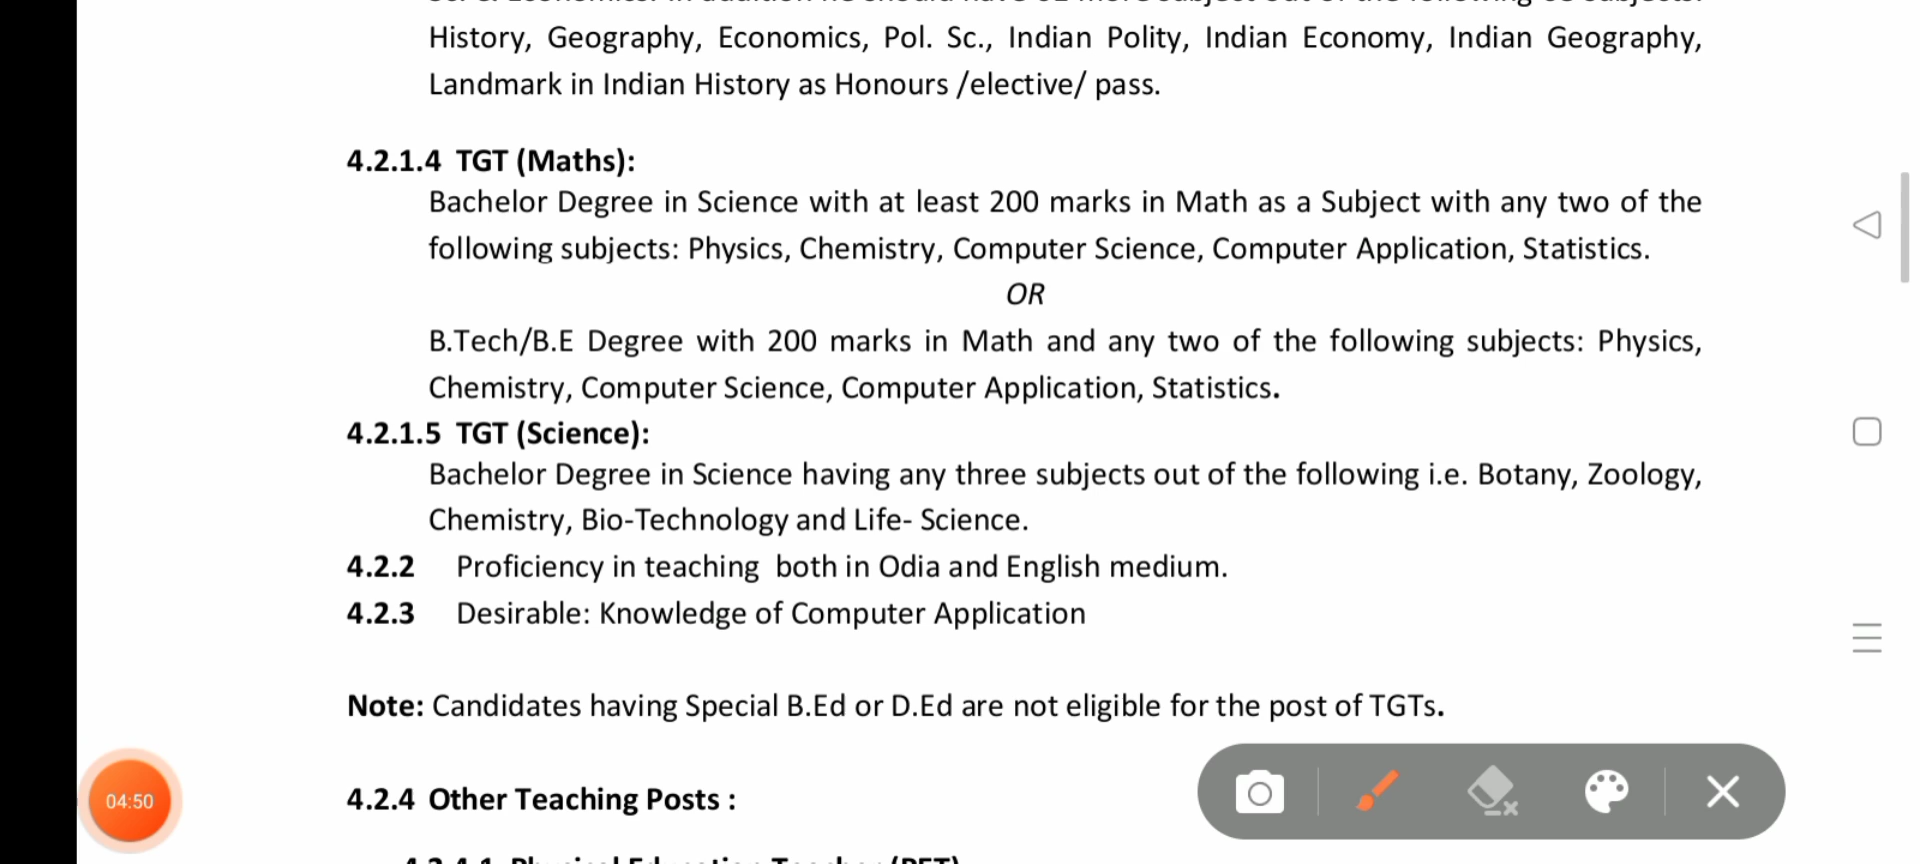 History, Geography, Economics, Pol. Sc., Indian Polity, Indian Economy, Indian Geography,
Landmark in Indian History as Honours /elective/ pass.
4.2.1.4 TGT (Maths):
Bachelor Degree in Science with at least 200 marks in Math as a Subject with any two of the
following subjects: Physics, Chemistry, Computer Science, Computer Application, Statistics.
OR
B.Tech/B.E Degree with 200 marks in Math and any two of the following subjects: Physics,
Chemistry, Computer Science, Computer Application, Statistics.
4.2.1.5 TGT (Science):
Bachelor Degree in Science having any three subjects out of the following i.e. Botany, Zoology,
Chemistry, Bio-Technology and Life- Science.
4.2.2 Proficiency in teaching both in Odia and English medium.
4.2.3 Desirable: Knowledge of Computer Application
Note: Candidates having Special B.Ed or D.Ed are not eligible for the post of TGTs.
04:50
4.2.4 Other Teaching Posts :